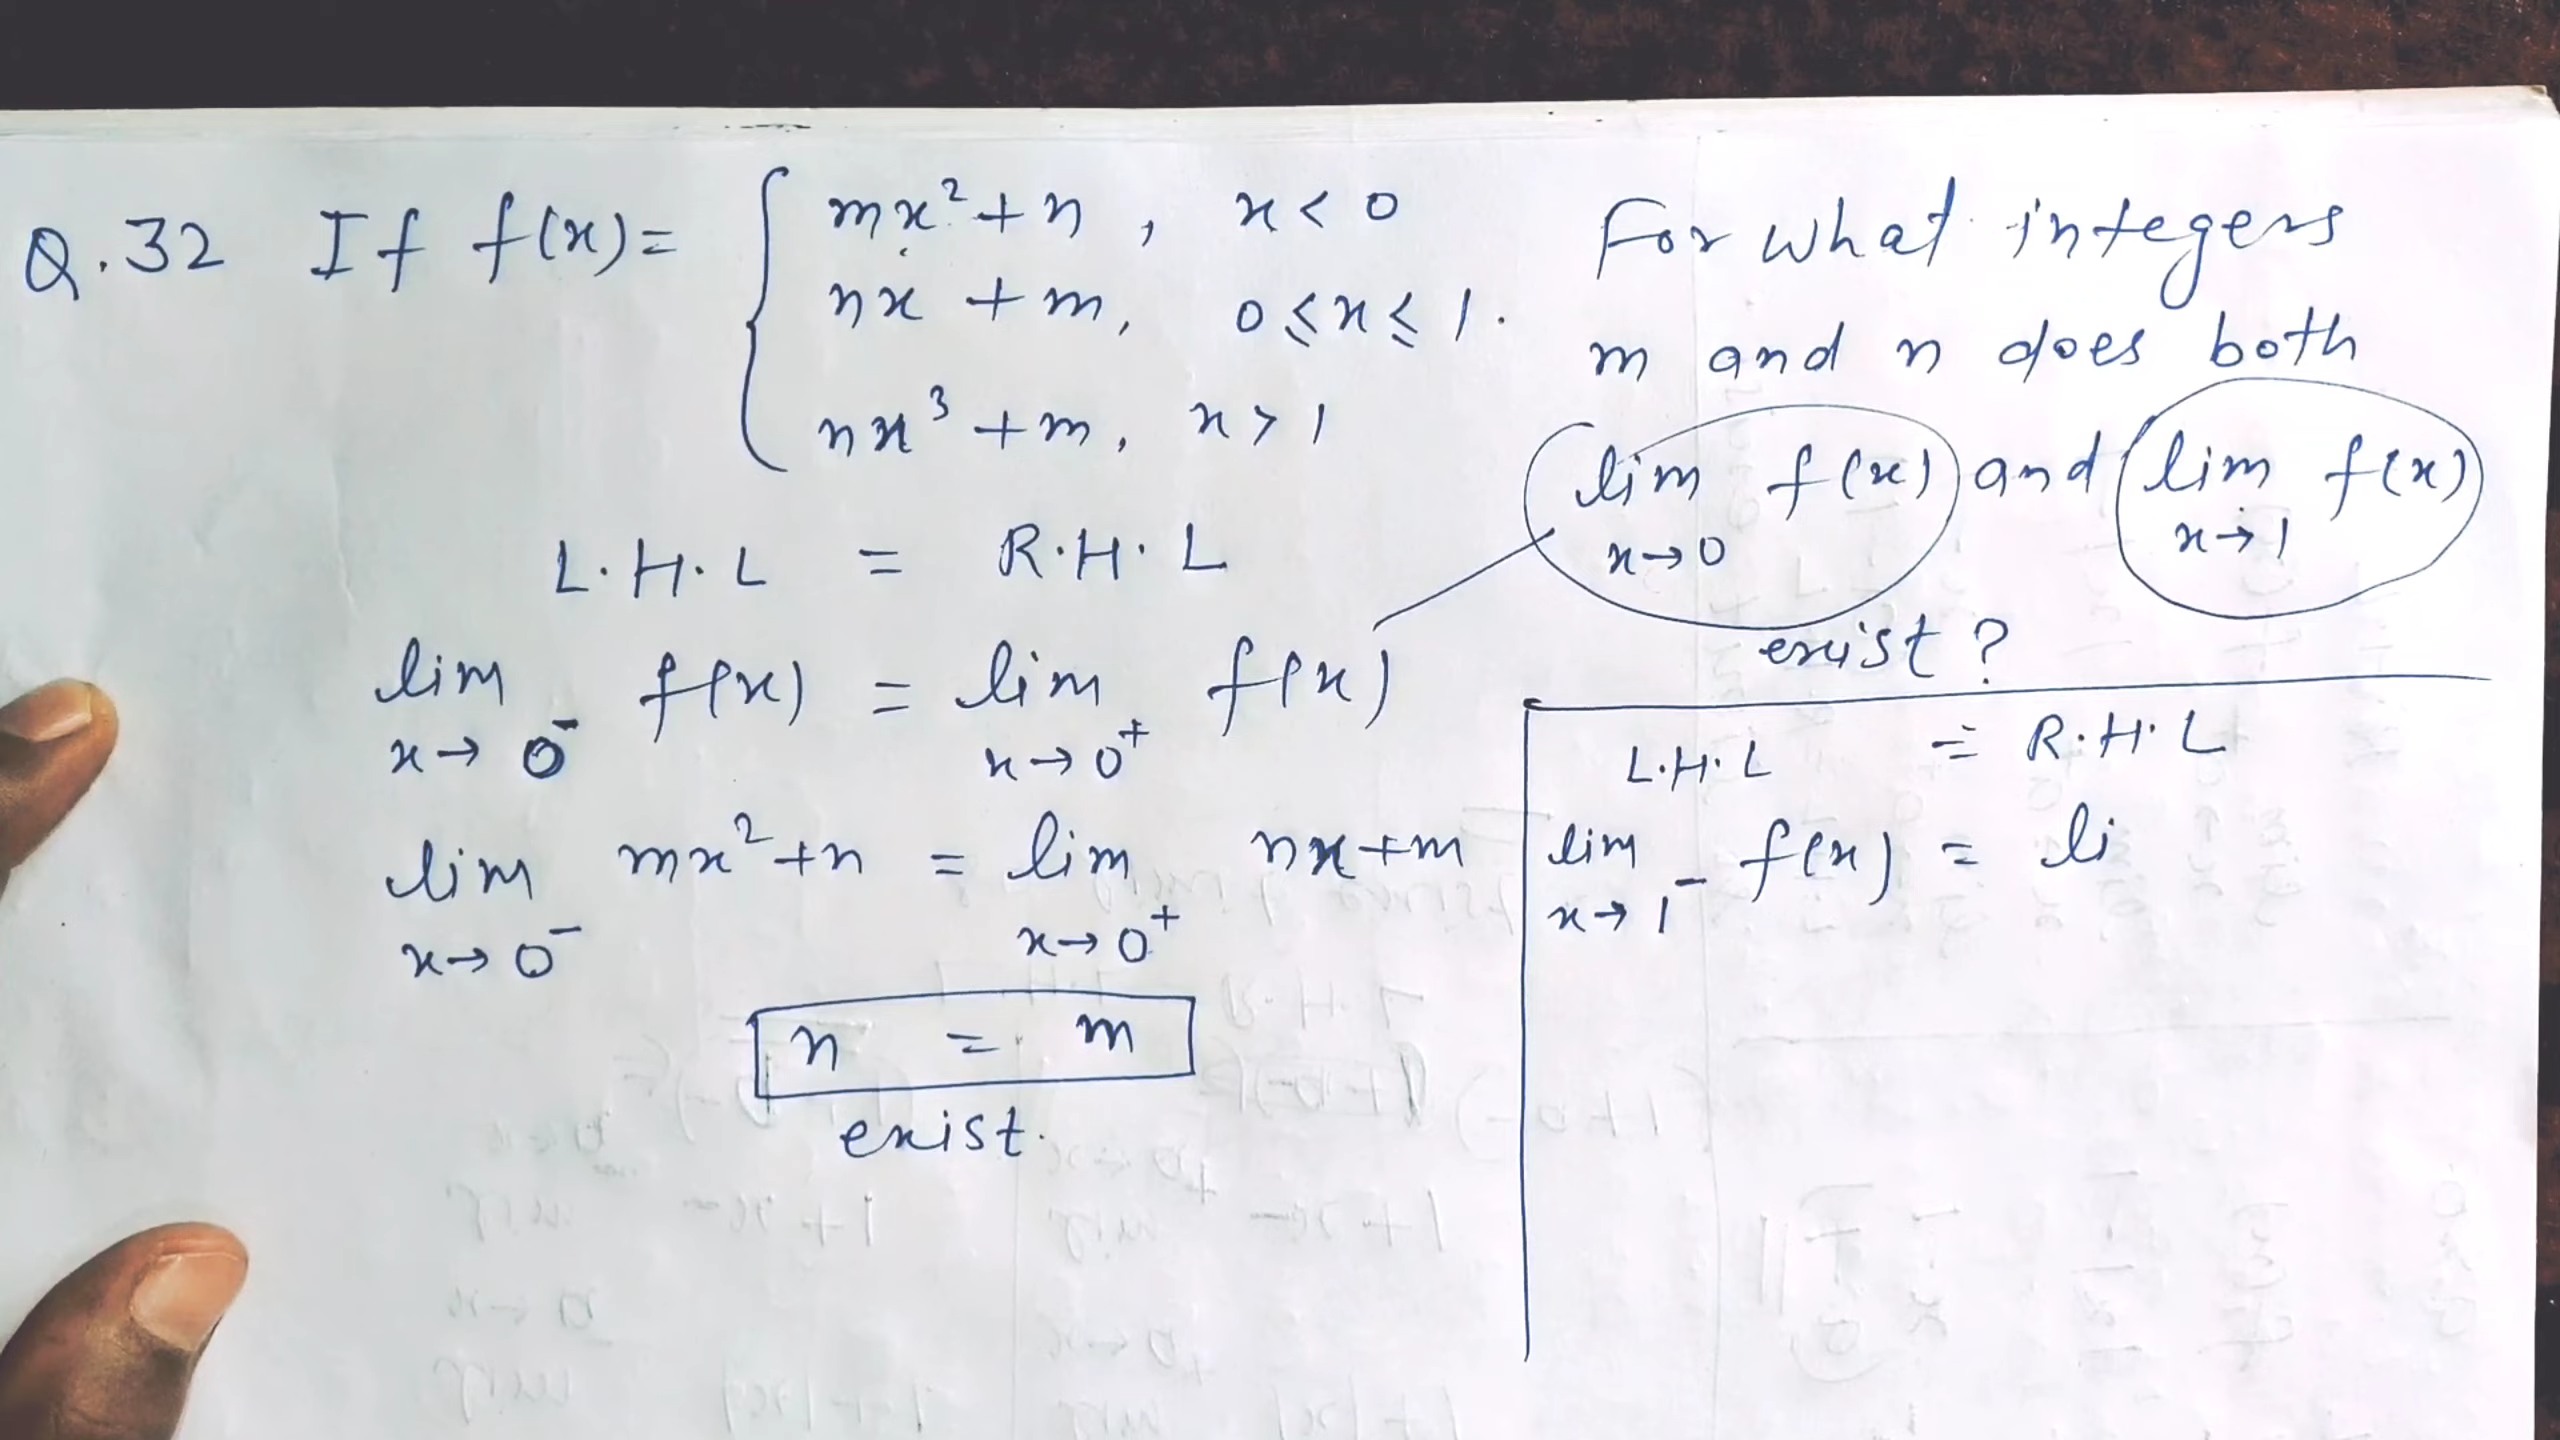 Q.32 If f(x)= { mx²+n, x<0
nx + m, 0≤x≤1.
nx³+m, x>1
For what integers
m and n does both
lim f(x) and lim f(x)
x→0 x→1
exist?
L.H.L = R.H.L
lim f(x) = lim f(x)
x→0⁻ x→0⁺
lim mx²+n = lim nx+m
x→0⁻ x→0⁺
n = m
exist.
L.H.L = R.H.L
lim f(x) = li
x→1⁻